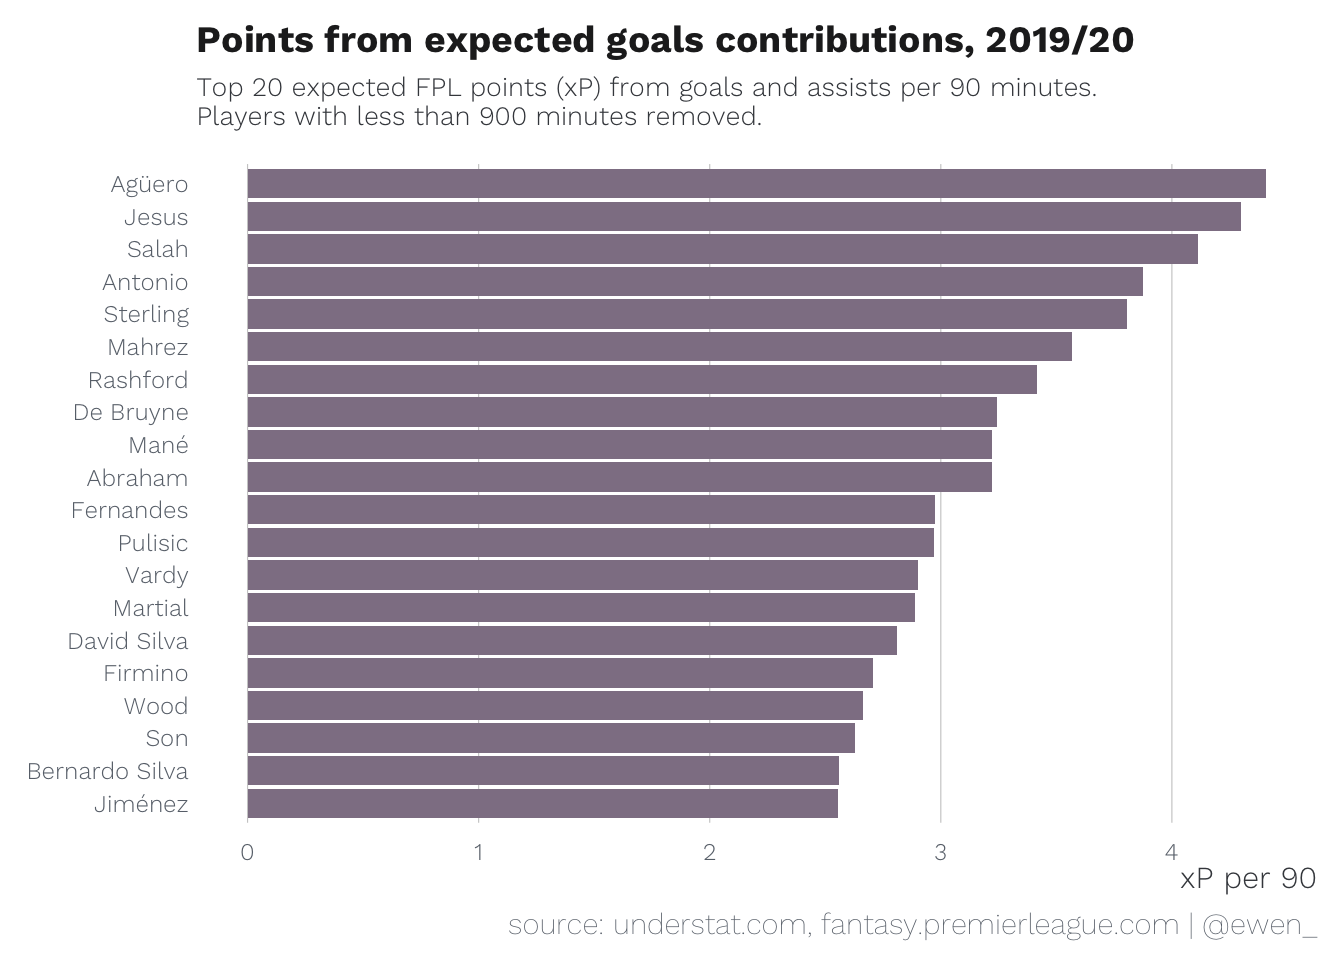 Points from expected goals contributions, 2019/20
Top 20 expected FPL points (xP) from goals and assists per 90 minutes.
Players with less than 900 minutes removed.
Agüero
Jesus
Salah
Antonio
Sterling
Mahrez
Rashford
De Bruyne
Mané
Abraham
Fernandes
Pulisic
Vardy
Martial
David Silva
Firmino
Wood
Son
Bernardo Silva
Jiménez
0 1 2 3 4
xP per 90
source: understat.com, fantasy.premierleague.com | @ewen_